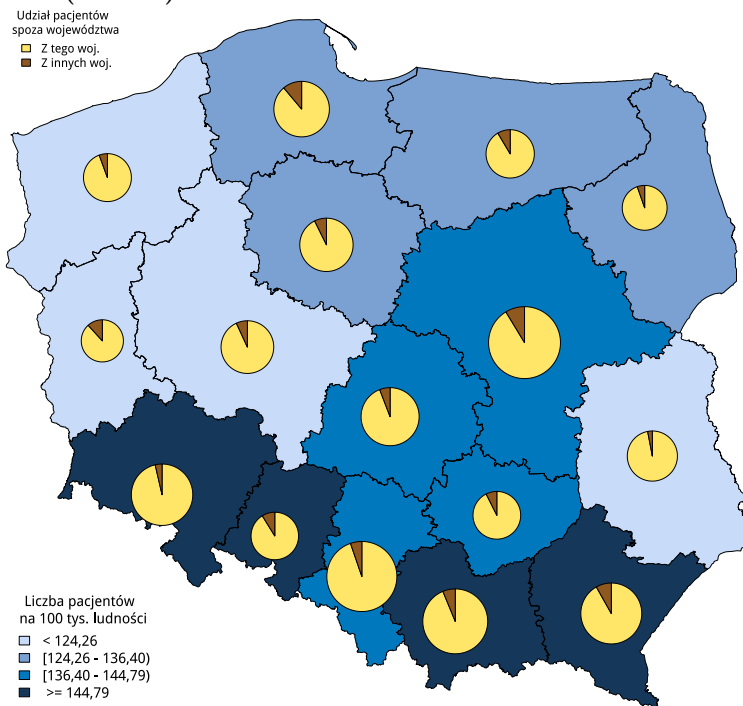 Udział pacjentów
spoza województwa
Z tego woj.
Z innych woj.
Liczba pacjentów
na 100 tys. ludności
< 124,26
[124,26 - 136,40)
[136,40 - 144,79)
>= 144,79